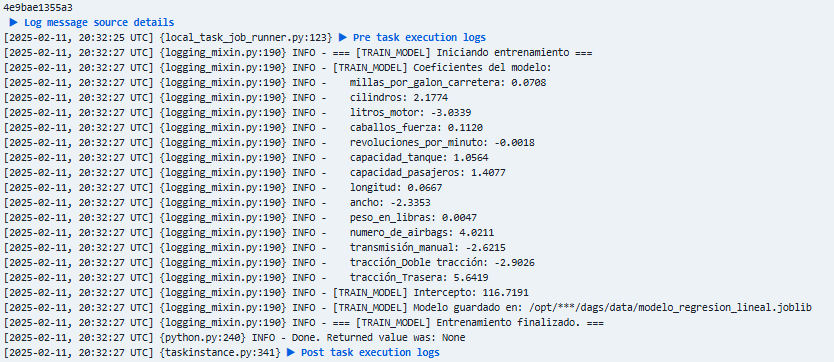 4e9bae1355a3
▶ Log message source details
[2025-02-11, 20:32:25 UTC] {local_task_job_runner.py:123} ▶ Pre task execution logs
[2025-02-11, 20:32:27 UTC] {logging_mixin.py:190} INFO - === [TRAIN_MODEL] Iniciando entrenamiento ===
[2025-02-11, 20:32:27 UTC] {logging_mixin.py:190} INFO - [TRAIN_MODEL] Coeficientes del modelo:
[2025-02-11, 20:32:27 UTC] {logging_mixin.py:190} INFO -    millas_por_galon_carretera: 0.0708
[2025-02-11, 20:32:27 UTC] {logging_mixin.py:190} INFO -    cilindros: 2.1774
[2025-02-11, 20:32:27 UTC] {logging_mixin.py:190} INFO -    litros_motor: -3.0339
[2025-02-11, 20:32:27 UTC] {logging_mixin.py:190} INFO -    caballos_fuerza: 0.1120
[2025-02-11, 20:32:27 UTC] {logging_mixin.py:190} INFO -    revoluciones_por_minuto: -0.0018
[2025-02-11, 20:32:27 UTC] {logging_mixin.py:190} INFO -    capacidad_tanque: 1.0564
[2025-02-11, 20:32:27 UTC] {logging_mixin.py:190} INFO -    capacidad_pasajeros: 1.4077
[2025-02-11, 20:32:27 UTC] {logging_mixin.py:190} INFO -    longitud: 0.0667
[2025-02-11, 20:32:27 UTC] {logging_mixin.py:190} INFO -    ancho: -2.3353
[2025-02-11, 20:32:27 UTC] {logging_mixin.py:190} INFO -    peso_en_libras: 0.0047
[2025-02-11, 20:32:27 UTC] {logging_mixin.py:190} INFO -    numero_de_airbags: 4.0211
[2025-02-11, 20:32:27 UTC] {logging_mixin.py:190} INFO -    transmisión_manual: -2.6215
[2025-02-11, 20:32:27 UTC] {logging_mixin.py:190} INFO -    tracción_Doble tracción: -2.9026
[2025-02-11, 20:32:27 UTC] {logging_mixin.py:190} INFO -    tracción_Trasera: 5.6419
[2025-02-11, 20:32:27 UTC] {logging_mixin.py:190} INFO - [TRAIN_MODEL] Intercepto: 116.7191
[2025-02-11, 20:32:27 UTC] {logging_mixin.py:190} INFO - [TRAIN_MODEL] Modelo guardado en: /opt/***/dags/data/modelo_regresion_lineal.joblib
[2025-02-11, 20:32:27 UTC] {logging_mixin.py:190} INFO - === [TRAIN_MODEL] Entrenamiento finalizado. ===
[2025-02-11, 20:32:27 UTC] {python.py:240} INFO - Done. Returned value was: None
[2025-02-11, 20:32:27 UTC] {taskinstance.py:341} ▶ Post task execution logs